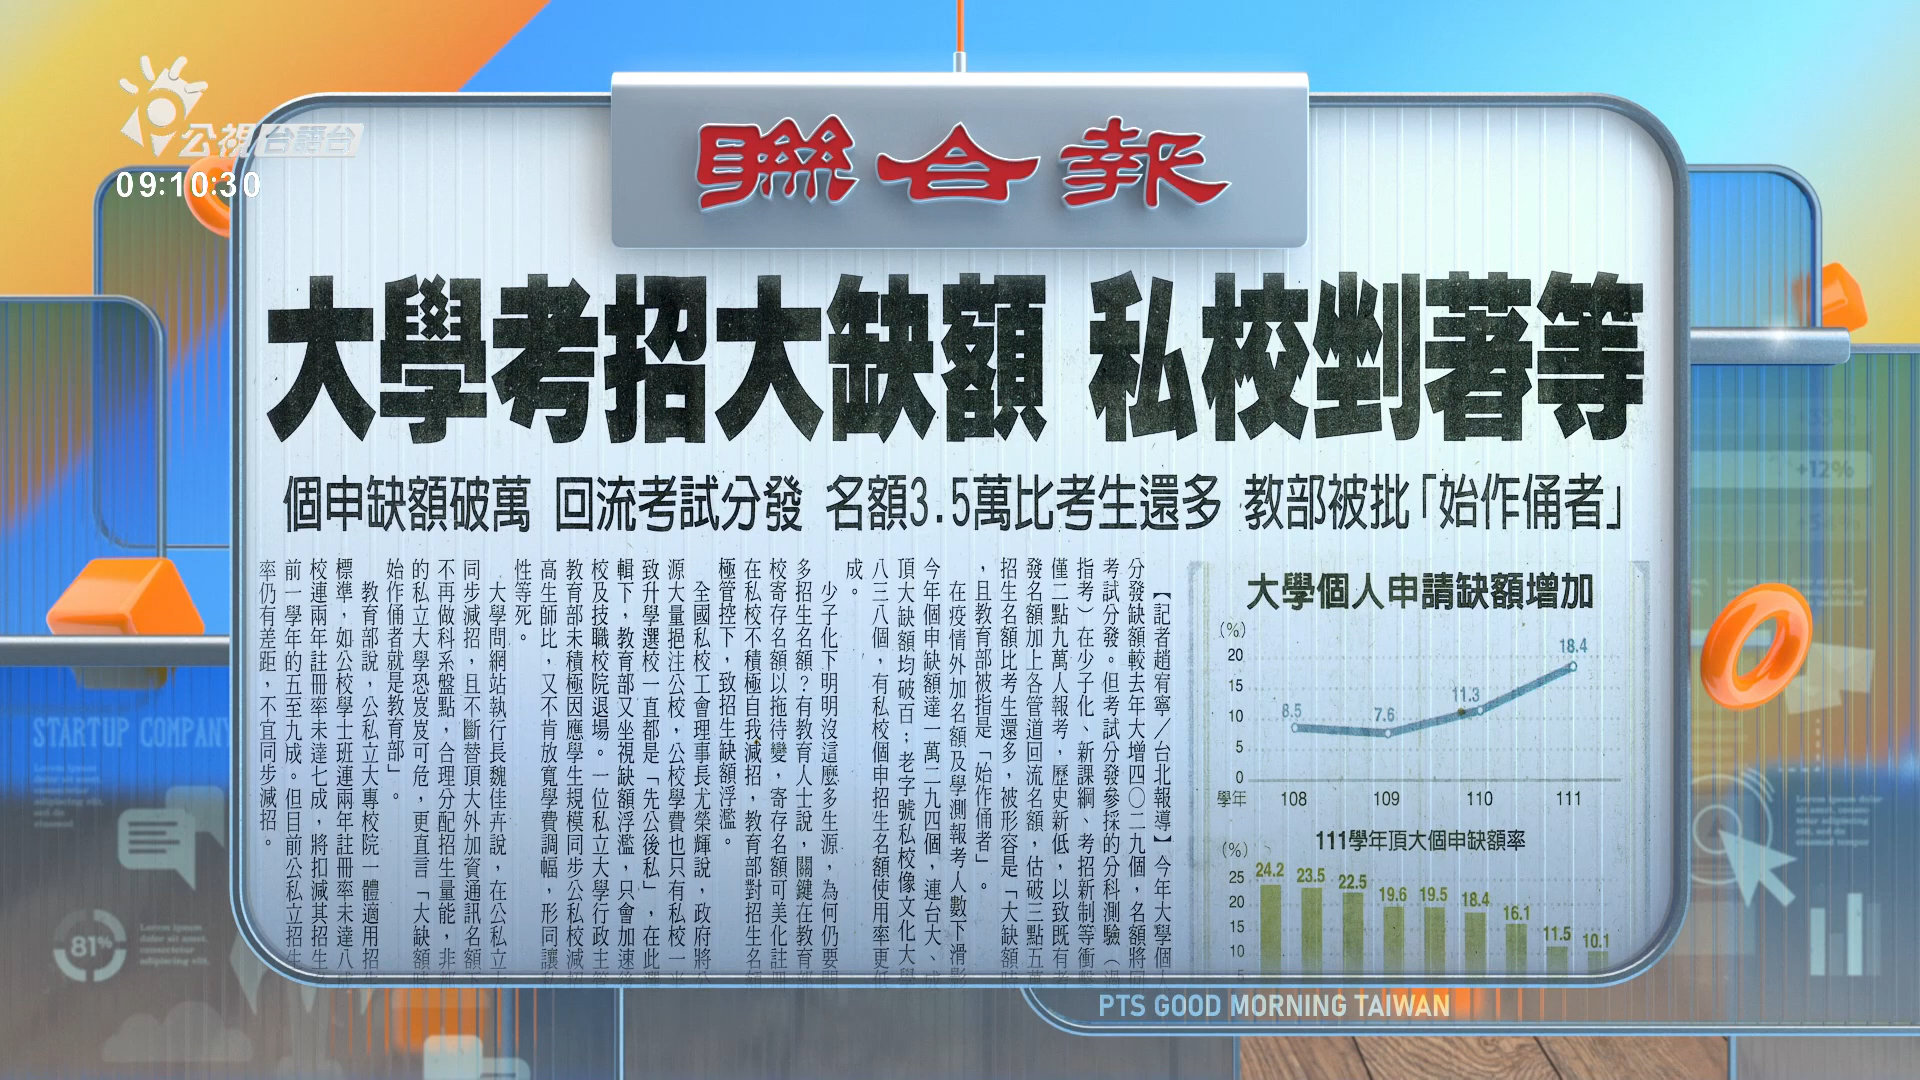 公視台語台
09:10:30
聯合報
大學考招大缺額 私校剉著等
個申缺額破萬 回流考試分發 名額3.5萬比考生還多 教部被批「始作俑者」
【記者趙宥寧／台北報導】今年大學個
分發缺額較去年大增四〇二九個，名額將回
考試分發。但考試分發參採的分科測驗（過
指考）在少子化、新課綱、考招新制等衝擊
僅二點九萬人報考，歷史新低，以致既有考
發名額加上各管道回流名額，估破三點五萬
招生名額比考生還多，被形容是「大缺額時
，且教育部被指是「始作俑者」。
在疫情外加名額及學測報考人數下滑影
今年個申缺額達一萬二九四個，連台大、成
頂大缺額均破百；老字號私校像文化大學
八三八個，有私校個申招生名額使用率更低
成。
少子化下明明沒這麼多生源，為何仍要開
多招生名額？有教育人士說，關鍵在教育部
校寄存名額以拖待變，寄存名額可美化註冊
在私校不積極自我減招，教育部對招生名額
極管控下，致招生缺額浮濫。
全國私校工會理事長尤榮輝說，政府將公
源大量挹注公校，公校學費也只有私校一半
致升學選校一直都是「先公後私」，在此邏
輯下，教育部又坐視缺額浮濫，只會加速後
校及技職校院退場。一位私立大學行政主管
教育部未積極因應學生規模同步公私校減招
高生師比，又不肯放寬學費調幅，形同讓私
性等死。
大學問網站執行長魏佳卉說，在公私立大
同步減招，且不斷替頂大外加資通訊名額下
不再做科系盤點，合理分配招生量能，非都
的私立大學恐岌岌可危，更直言「大缺額時
始作俑者就是教育部」。
教育部說，公私立大專校院一體適用招生
標準，如公校學士班連兩年註冊率未達八成
校連兩年註冊率未達七成，將扣減其招生名
前一學年的五至九成。但目前公私立招生
率仍有差距，不宜同步減招。
大學個人申請缺額增加
(%)
20
15
10
5
0
8.5
7.6
11.3
18.4
學年 108 109 110 111
111學年頂大個申缺額率
(%)
25
20
15
10
5
24.2
23.5
22.5
19.6
19.5
18.4
16.1
11.5
10.1
STARTUP COMPANY
81%
+12%
PTS GOOD MORNING TAIWAN